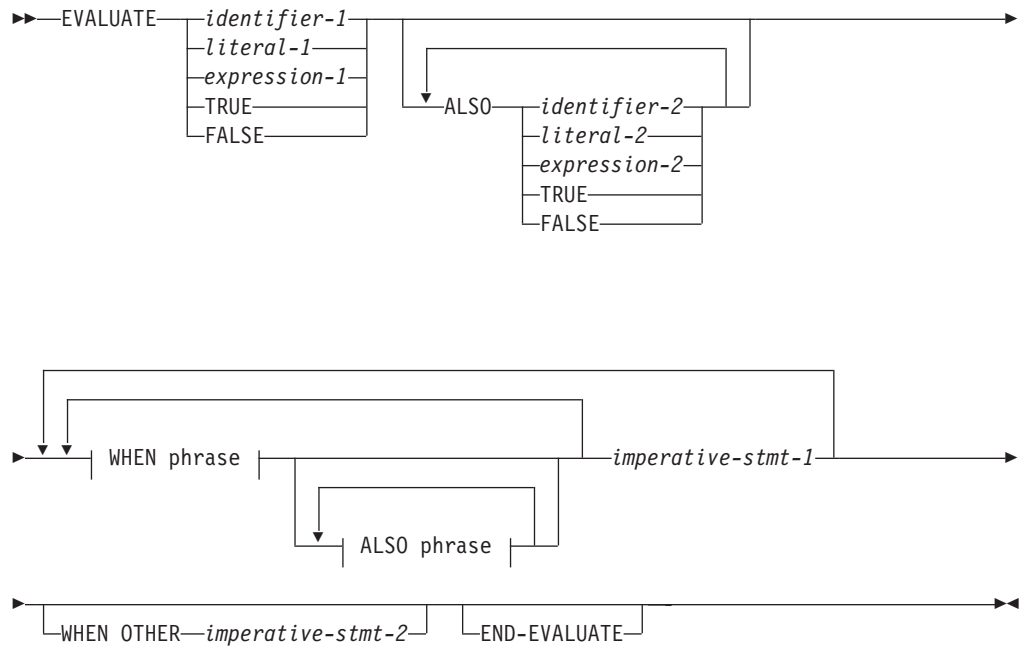 EVALUATE identifier-1
literal-1
expression-1
TRUE
FALSE
ALSO identifier-2
literal-2
expression-2
TRUE
FALSE
WHEN phrase imperative-stmt-1
ALSO phrase
WHEN OTHER imperative-stmt-2 END-EVALUATE